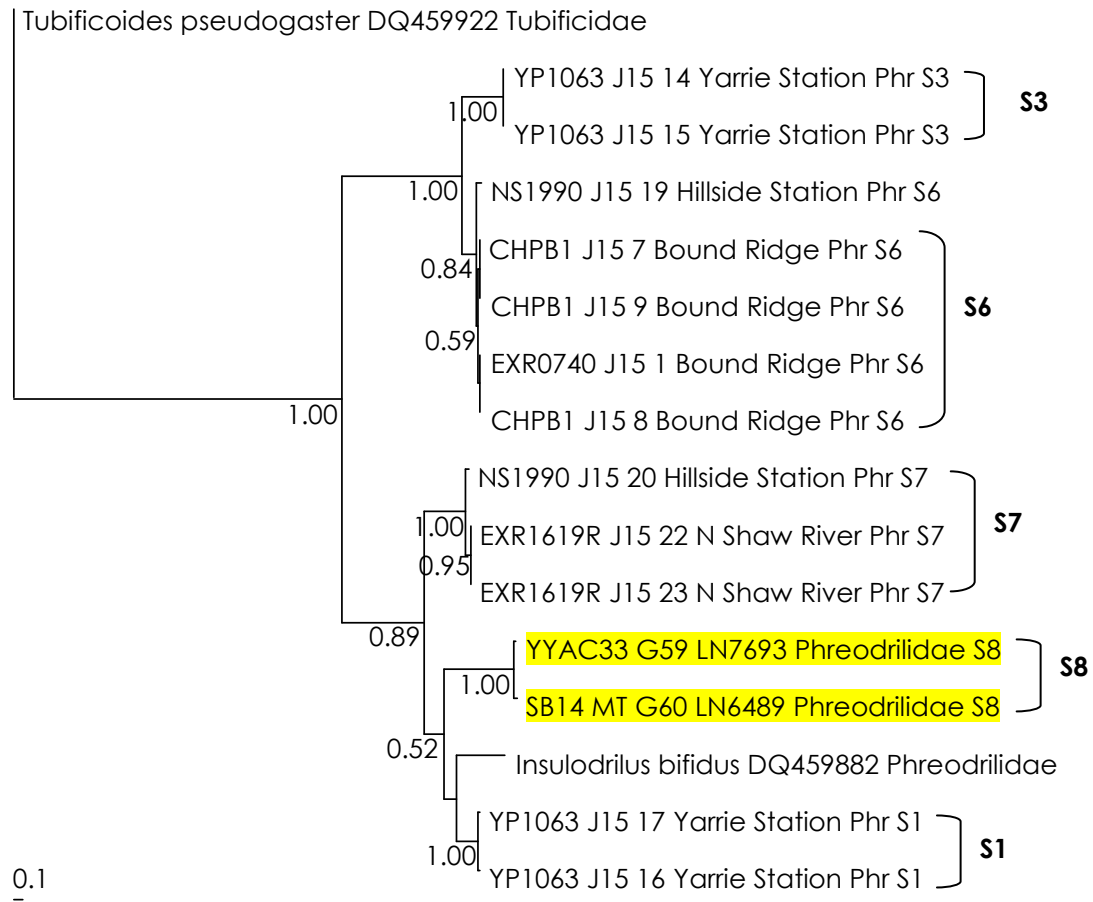 Tubificoides pseudogaster DQ459922 Tubificidae
YP1063 J15 14 Yarrie Station Phr S3
S3
1.00
YP1063 J15 15 Yarrie Station Phr S3
1.00
NS1990 J15 19 Hillside Station Phr S6
CHPB1 J15 7 Bound Ridge Phr S6
0.84
CHPB1 J15 9 Bound Ridge Phr S6
S6
0.59
EXR0740 J15 1 Bound Ridge Phr S6
1.00
CHPB1 J15 8 Bound Ridge Phr S6
NS1990 J15 20 Hillside Station Phr S7
1.00
EXR1619R J15 22 N Shaw River Phr S7
S7
0.95
EXR1619R J15 23 N Shaw River Phr S7
0.89
YYAC33 G59 LN7693 Phreodrilidae S8
S8
1.00
SB14 MT G60 LN6489 Phreodrilidae S8
0.52
Insulodrilus bifidus DQ459882 Phreodrilidae
YP1063 J15 17 Yarrie Station Phr S1
S1
1.00
YP1063 J15 16 Yarrie Station Phr S1
0.1